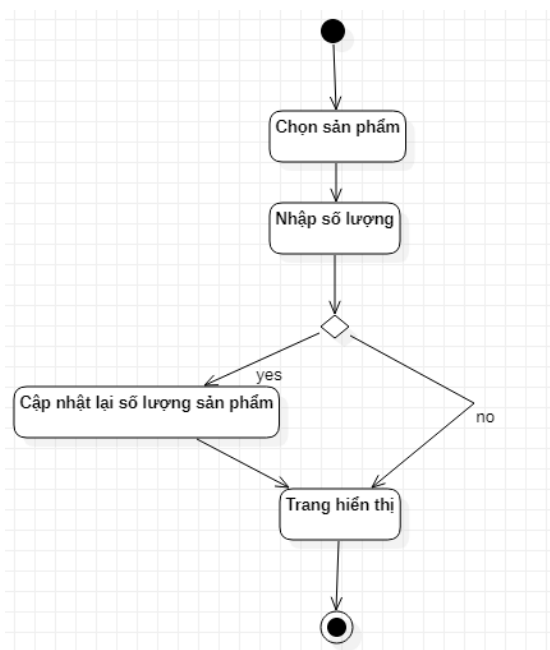 Chọn sản phẩm
Nhập số lượng
yes
Cập nhật lại số lượng sản phẩm
no
Trang hiển thị